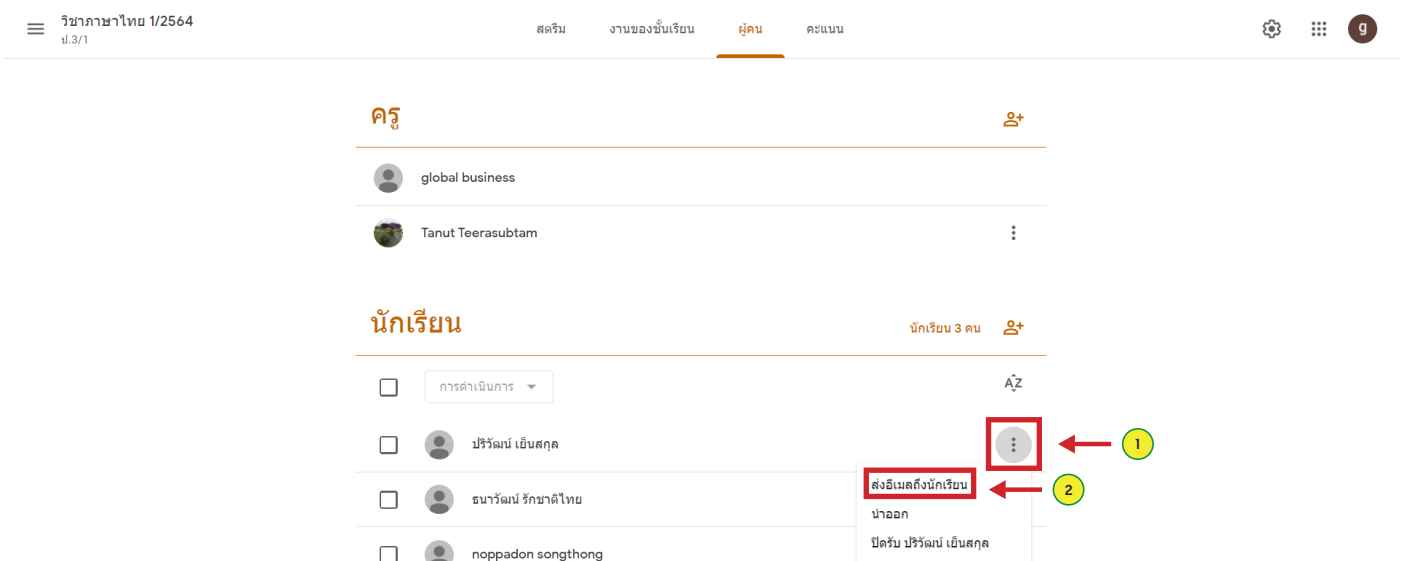 วิชาภาษาไทย 1/2564
ป.3/1
สตรีม งานของชั้นเรียน ผู้คน คะแนน
g
ครู
global business
Tanut Teerasubtam
นักเรียน
นักเรียน 3 คน
การดำเนินการ
AZ
ปริวัฒน์ เย็นสกุล
1
ส่งอีเมลถึงนักเรียน
2
ธนาวัฒน์ รักชาติไทย
นำออก
ปิดรับ ปริวัฒน์ เย็นสกุล
noppadon songthong